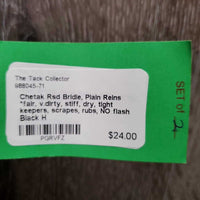 The Tack Collector
988045-71
Chetak Rsd Bridle, Plain Reins
*fair, v.dirty, stiff, dry, tight
keepers, scrapes, rubs, NO flash
Black H
$24.00
PGRVFZ
SET of 2